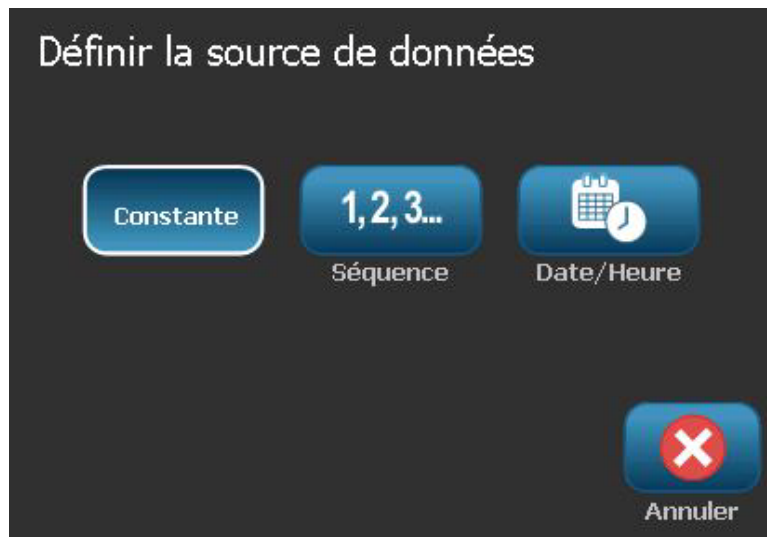 Définir la source de données
Constante
1, 2, 3...
Séquence
Date/Heure
Annuler